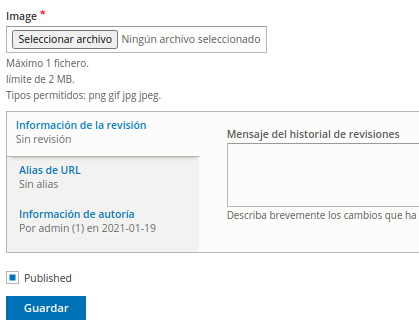 Image *
Seleccionar archivo Ningún archivo seleccionado
Máximo 1 fichero.
límite de 2 MB.
Tipos permitidos: png gif jpg jpeg.
Información de la revisión
Sin revisión
Alias de URL
Sin alias
Información de autoría
Por admin (1) en 2021-01-19
Mensaje del historial de revisiones
Describa brevemente los cambios que ha
Published
Guardar